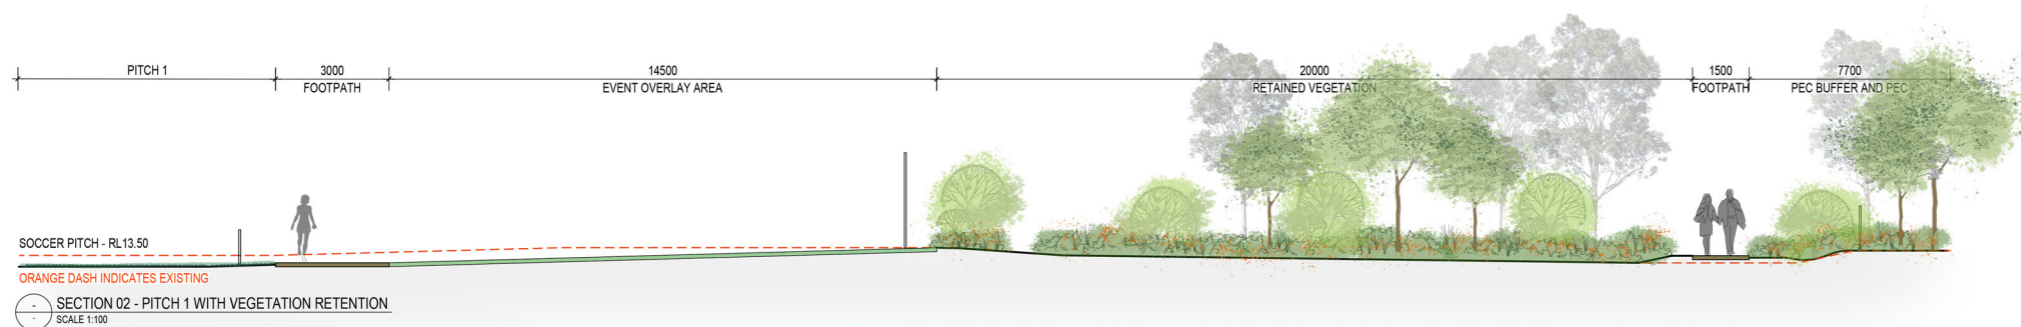 PITCH 1
3000
FOOTPATH
14500
EVENT OVERLAY AREA
20000
RETAINED VEGETATION
1500
FOOTPATH
7700
PEC BUFFER AND PEC
SOCCER PITCH - RL13.50
ORANGE DASH INDICATES EXISTING
SECTION 02 - PITCH 1 WITH VEGETATION RETENTION
SCALE 1:100